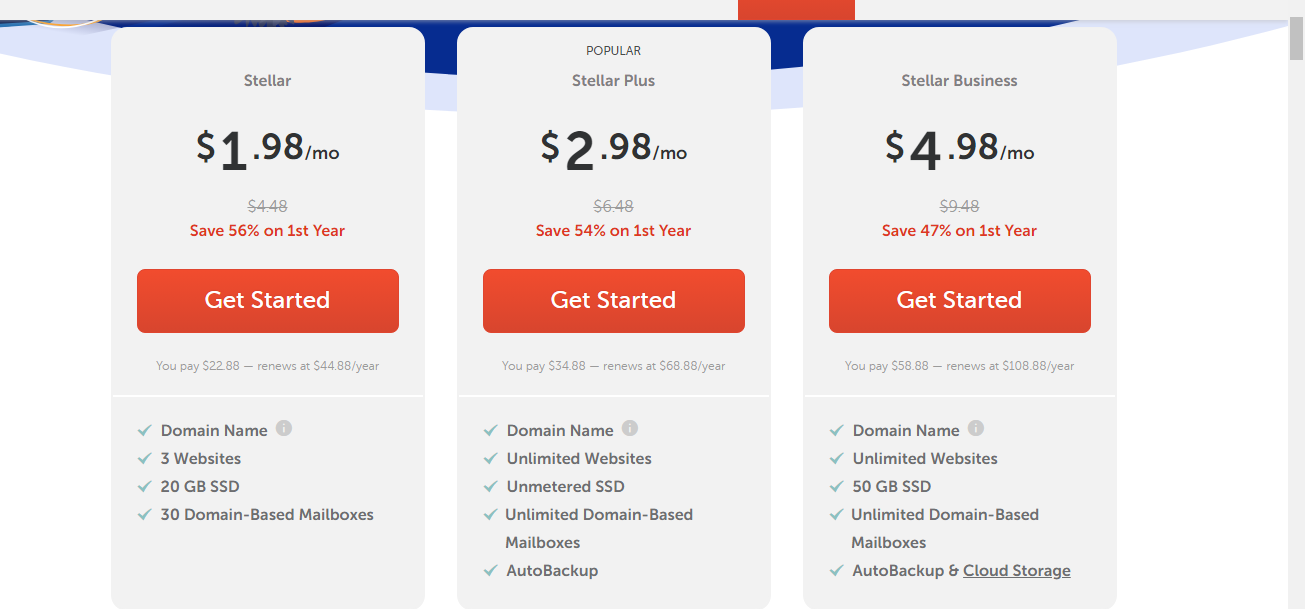 Stellar
$1.98/mo
$4.48
Save 56% on 1st Year
Get Started
You pay $22.88 — renews at $44.88/year
Domain Name
3 Websites
20 GB SSD
30 Domain-Based Mailboxes
POPULAR
Stellar Plus
$2.98/mo
$6.48
Save 54% on 1st Year
Get Started
You pay $34.88 — renews at $68.88/year
Domain Name
Unlimited Websites
Unmetered SSD
Unlimited Domain-Based
Mailboxes
AutoBackup
Stellar Business
$4.98/mo
$9.48
Save 47% on 1st Year
Get Started
You pay $58.88 — renews at $108.88/year
Domain Name
Unlimited Websites
50 GB SSD
Unlimited Domain-Based
Mailboxes
AutoBackup & Cloud Storage